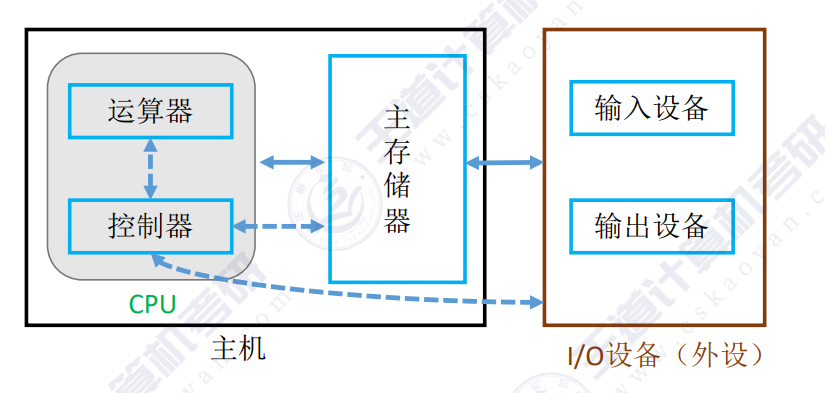 运算器
控制器
CPU
主存储器
主机
输入设备
输出设备
I/O设备（外设）
王道计算机考研
www.cskaoyan.com